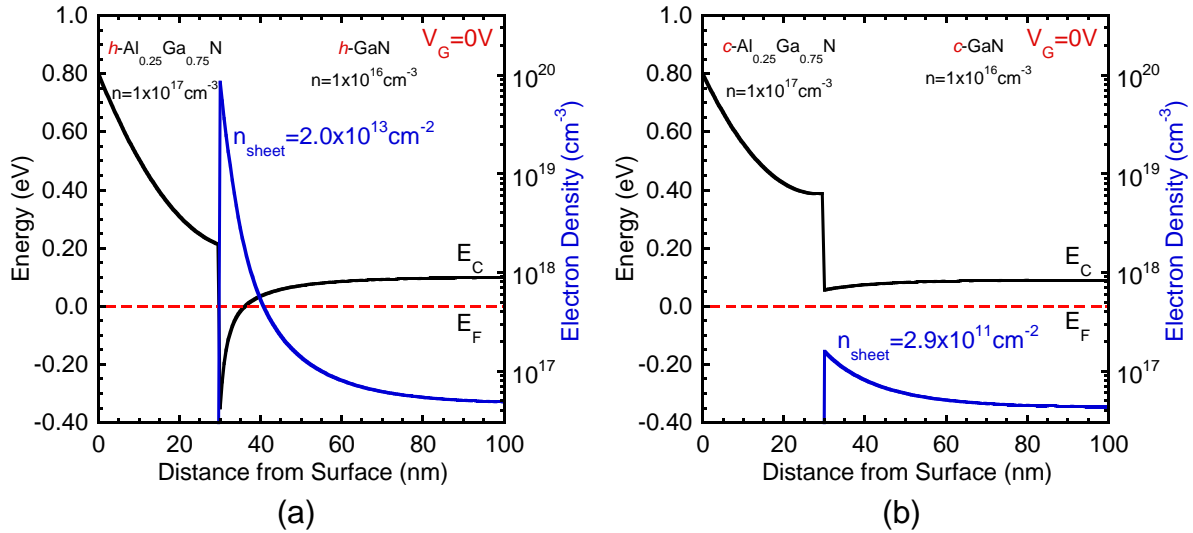 h-Al0.25Ga0.75N
h-GaN
VG=0V
n=1x10^17cm^-3
n=1x10^16cm^-3
nsheet=2.0x10^13cm^-2
EC
EF
0.80
0.60
0.40
0.20
0.0
-0.20
-0.40
Energy (eV)
10^20
10^19
10^18
10^17
Electron Density (cm^-3)
0 20 40 60 80 100
Distance from Surface (nm)
(a)
c-Al0.25Ga0.75N
c-GaN
VG=0V
n=1x10^17cm^-3
n=1x10^16cm^-3
EC
EF
nsheet=2.9x10^11cm^-2
0.80
0.60
0.40
0.20
0.0
-0.20
-0.40
Energy (eV)
10^20
10^19
10^18
10^17
Electron Density (cm^-3)
0 20 40 60 80 100
Distance from Surface (nm)
(b)